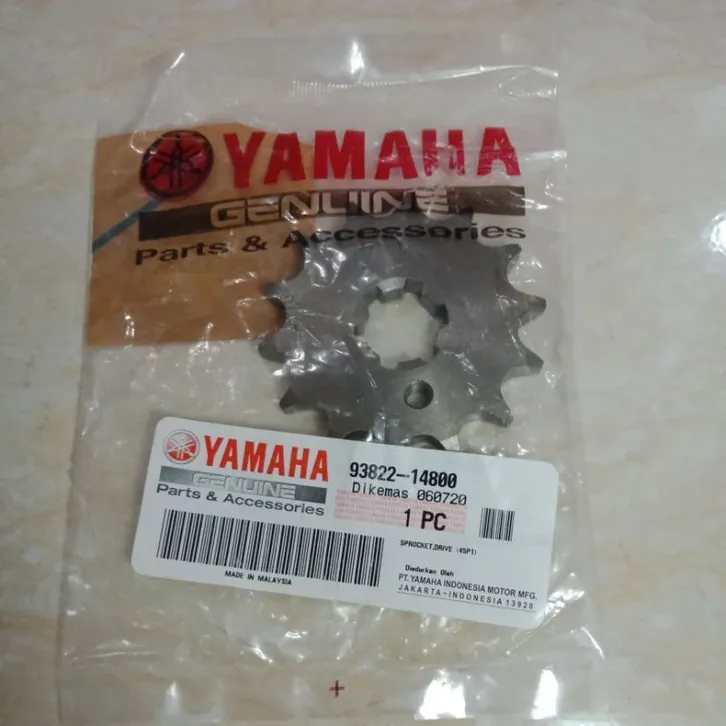 YAMAHA
GENUINE
Parts & Accessories
YAMAHA
GENUINE
Parts & Accessories
MADE IN MALAYSIA
93822-14800
Dikemas 060720
1 PC
SPROCKET,DRIVE (4SP1)
Diedarkan Oleh
PT. YAMAHA INDONESIA MOTOR MFG.
JAKARTA-INDONESIA 13920